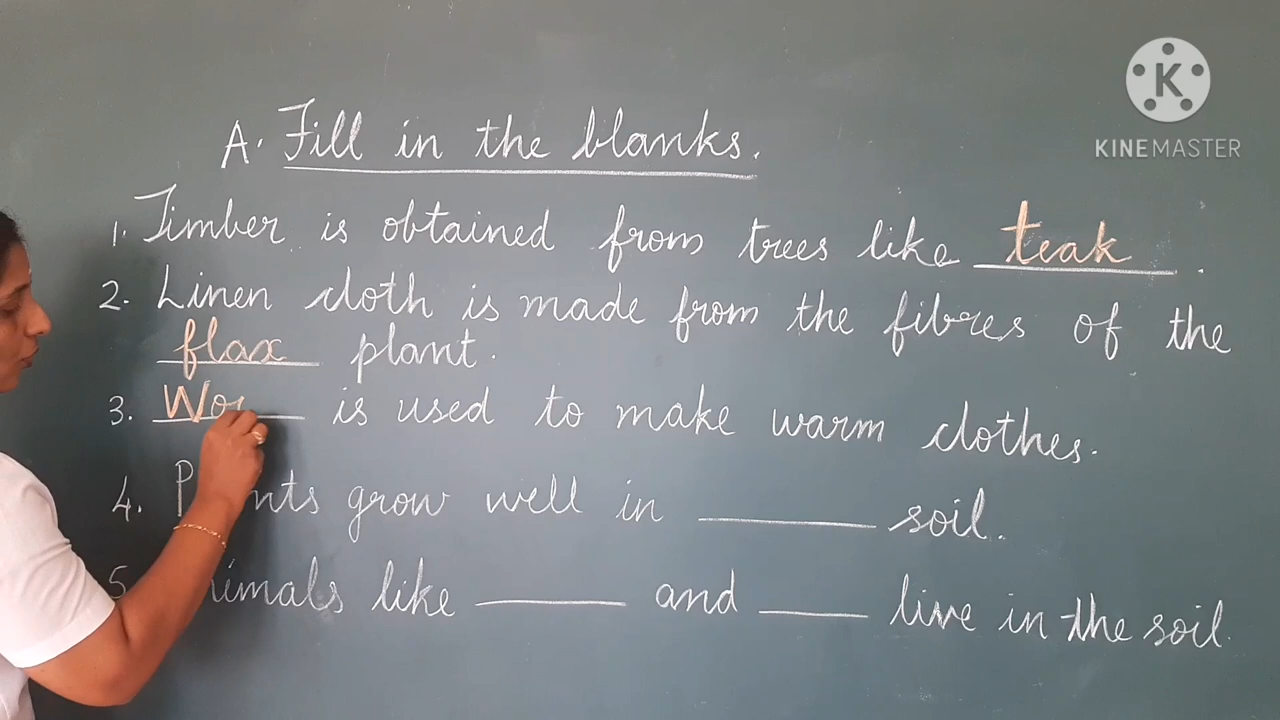 A. Fill in the blanks.
KINEMASTER
1. Timber is obtained from trees like teak.
2. Linen cloth is made from the fibres of the
flax plant.
3. Wo is used to make warm clothes.
4. grow well in ______ soil.
5. like ______ and ______ live in the soil.